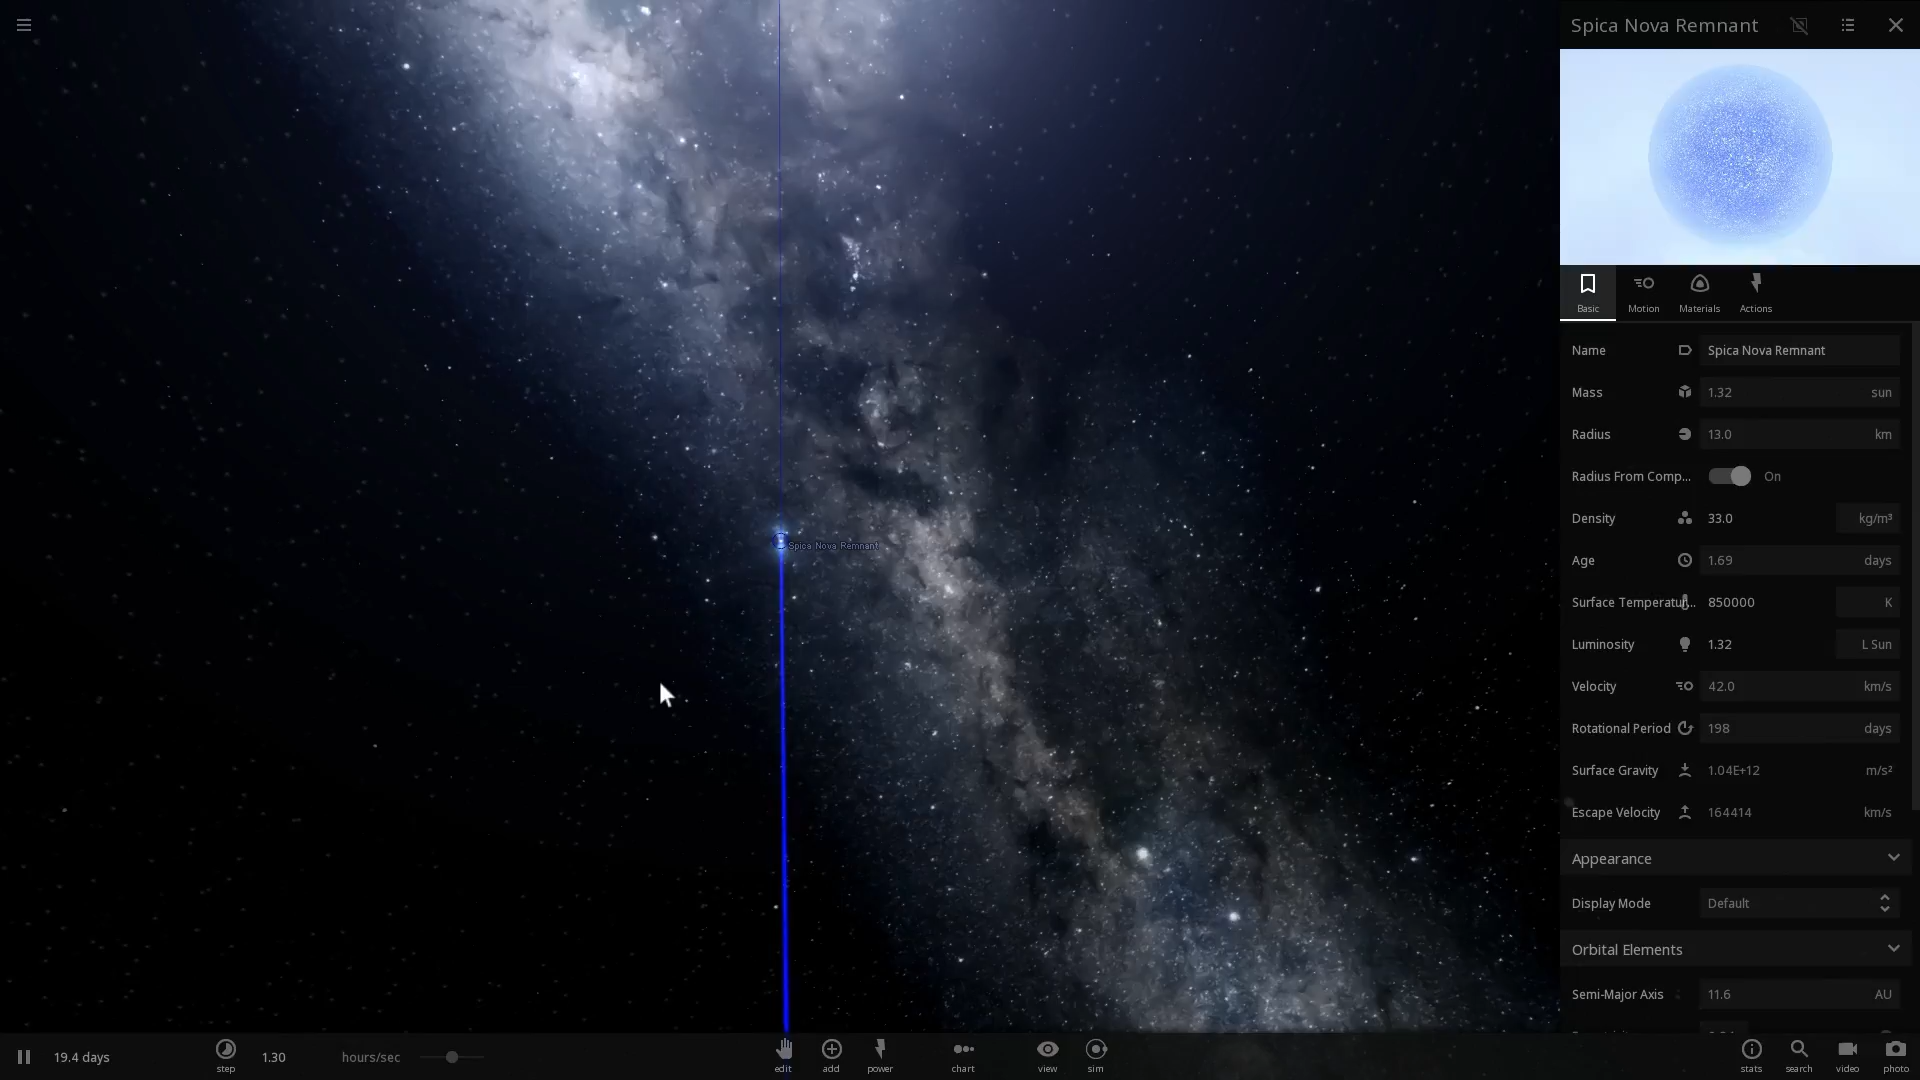 Spica Nova Remnant
Basic
Motion
Materials
Actions
Name Spica Nova Remnant
Mass 1.32 sun
Radius 13.0 km
Radius From Comp... On
Density 33.0 kg/m³
Age 1.69 days
Surface Temperatur... 850000 K
Luminosity 1.32 L Sun
Velocity 42.0 km/s
Rotational Period 198 days
Surface Gravity 1.04E+12 m/s²
Escape Velocity 164414 km/s
Appearance
Display Mode Default
Orbital Elements
Semi-Major Axis 11.6 AU
Spica Nova Remnant
19.4 days
step
1.30 hours/sec
edit
add
power
chart
view
sim
stats
search
video
photo